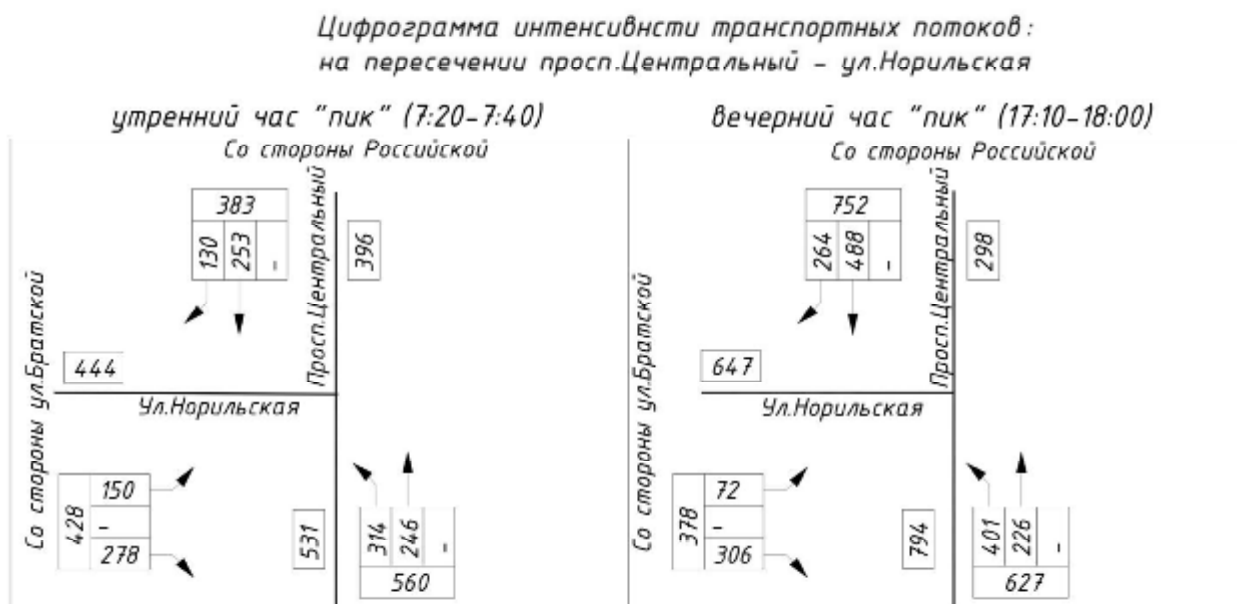 Цифрограмма интенсивнсти транспортных потоков:
на пересечении просп.Центральный - ул.Норильская
утренний час "пик" (7:20-7:40)
Со стороны Российской
383
130
253
-
Просп.Центральный
396
Со стороны ул.Братской
444
Ул.Норильская
428
150
-
278
531
314
246
-
560
вечерний час "пик" (17:10-18:00)
Со стороны Российской
752
264
488
-
Просп.Центральный
298
Со стороны ул.Братской
647
Ул.Норильская
378
72
-
306
794
401
226
-
627